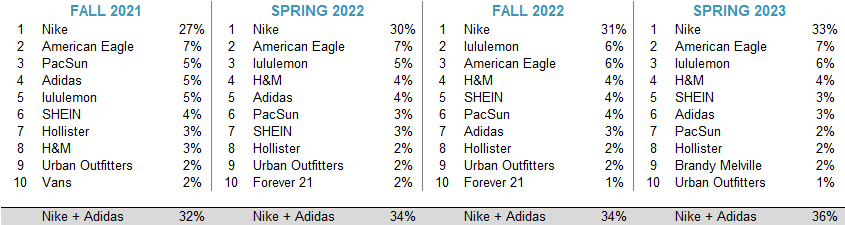 FALL 2021 SPRING 2022 FALL 2022 SPRING 2023
1 Nike 27% 1 Nike 30% 1 Nike 31% 1 Nike 33%
2 American Eagle 7% 2 American Eagle 7% 2 lululemon 6% 2 American Eagle 7%
3 PacSun 5% 3 lululemon 5% 3 American Eagle 6% 3 lululemon 6%
4 Adidas 5% 4 H&M 4% 4 H&M 4% 4 H&M 4%
5 lululemon 5% 5 Adidas 4% 5 SHEIN 4% 5 SHEIN 3%
6 SHEIN 4% 6 PacSun 3% 6 PacSun 4% 6 Adidas 3%
7 Hollister 3% 7 SHEIN 3% 7 Adidas 3% 7 PacSun 2%
8 H&M 3% 8 Hollister 2% 8 Hollister 2% 8 Hollister 2%
9 Urban Outfitters 2% 9 Urban Outfitters 2% 9 Urban Outfitters 2% 9 Brandy Melville 2%
10 Vans 2% 10 Forever 21 2% 10 Forever 21 1% 10 Urban Outfitters 1%
Nike + Adidas 32% Nike + Adidas 34% Nike + Adidas 34% Nike + Adidas 36%